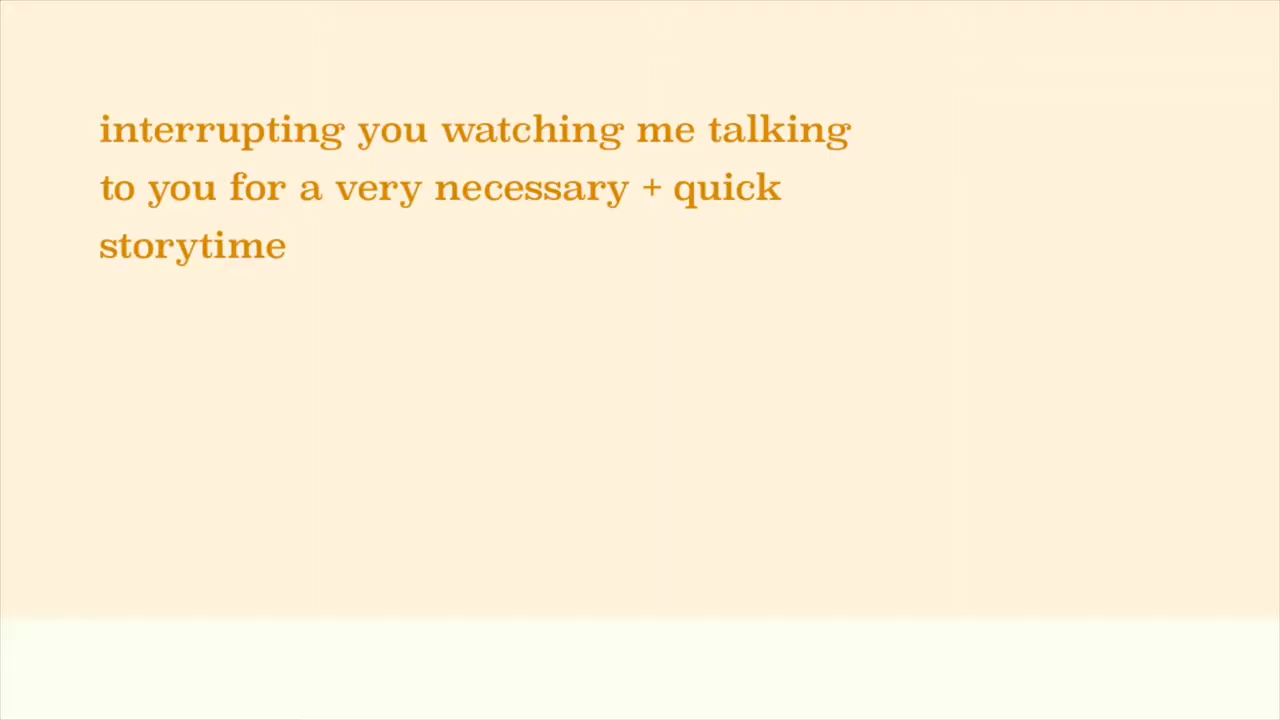 interrupting you watching me talking
to you for a very necessary + quick
storytime